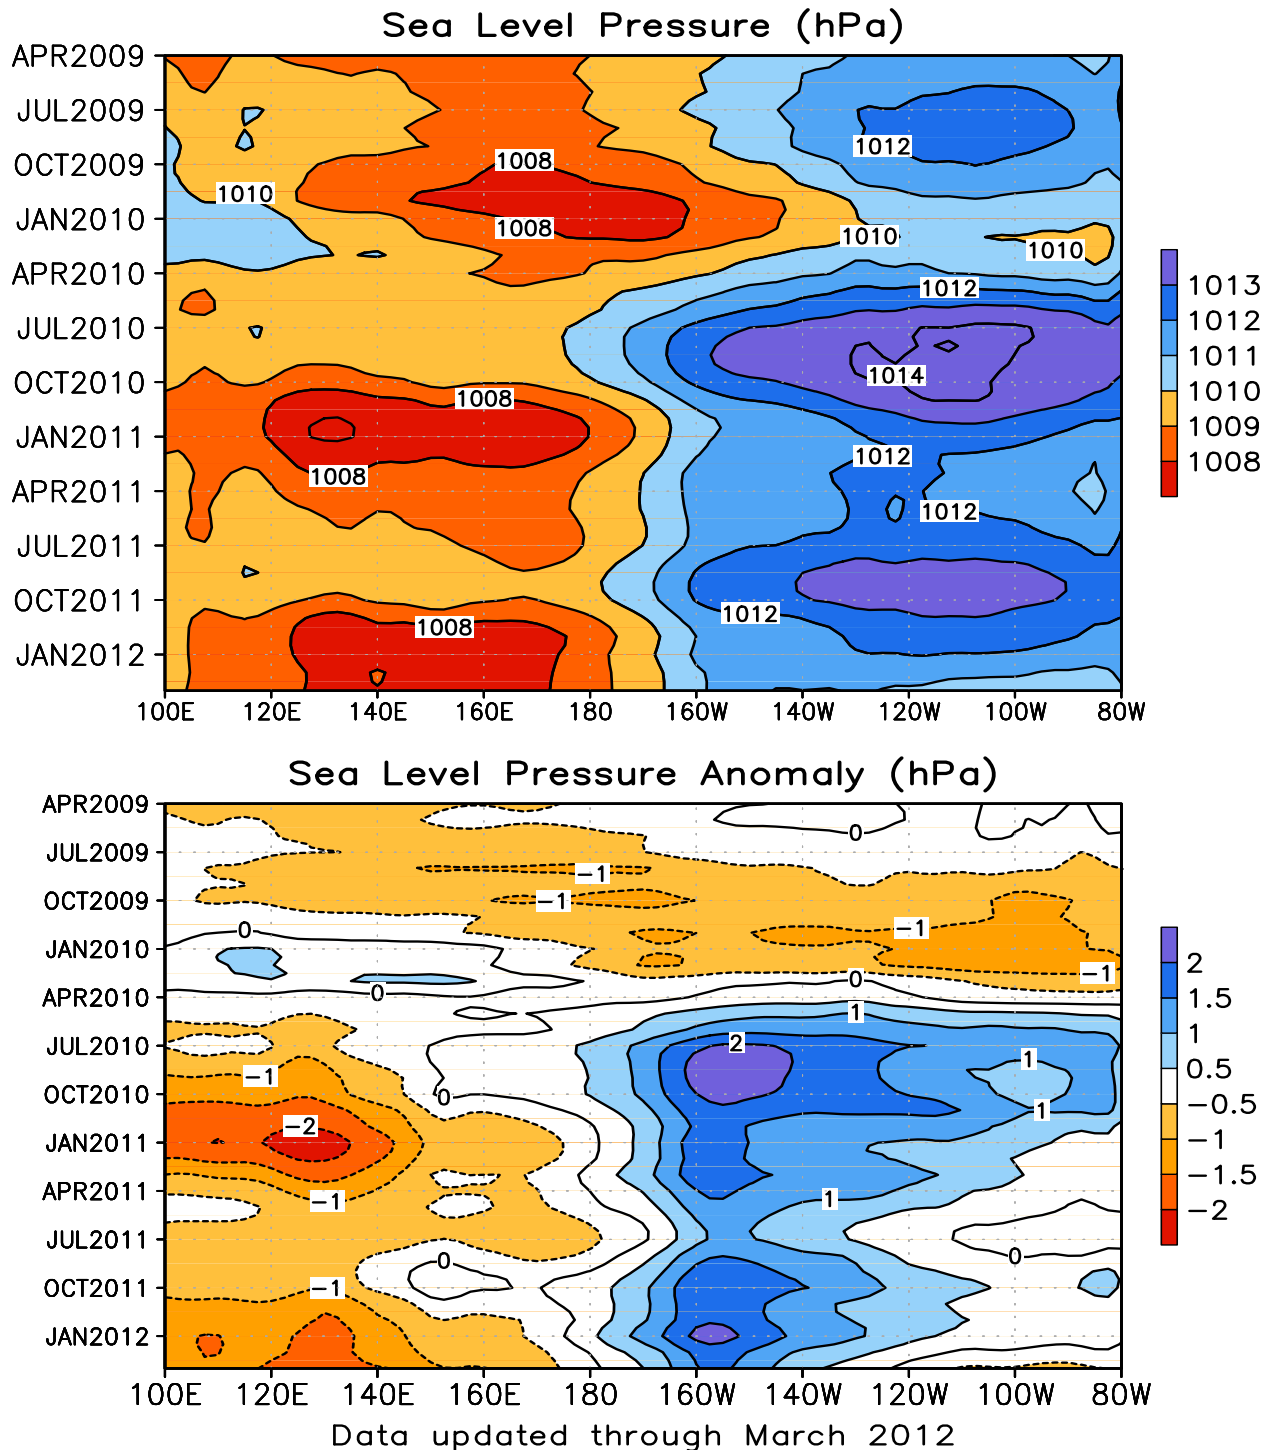 Sea Level Pressure (hPa)
APR2009
JUL2009
OCT2009
JAN2010
APR2010
JUL2010
OCT2010
JAN2011
APR2011
JUL2011
OCT2011
JAN2012
1012
1008
1010
1008
1010
1010
1012
1014
1008
1012
1008
1012
1012
1008
1013
1012
1011
1010
1009
1008
100E 120E 140E 160E 180 160W 140W 120W 100W 80W
Sea Level Pressure Anomaly (hPa)
APR2009
JUL2009
OCT2009
JAN2010
APR2010
JUL2010
OCT2010
JAN2011
APR2011
JUL2011
OCT2011
JAN2012
0
-1
-1
0
-1
-1
0
0
1
2
1
-1
0
1
-2
-1
1
0
0
-1
2
1.5
1
0.5
-0.5
-1
-1.5
-2
100E 120E 140E 160E 180 160W 140W 120W 100W 80W
Data updated through March 2012